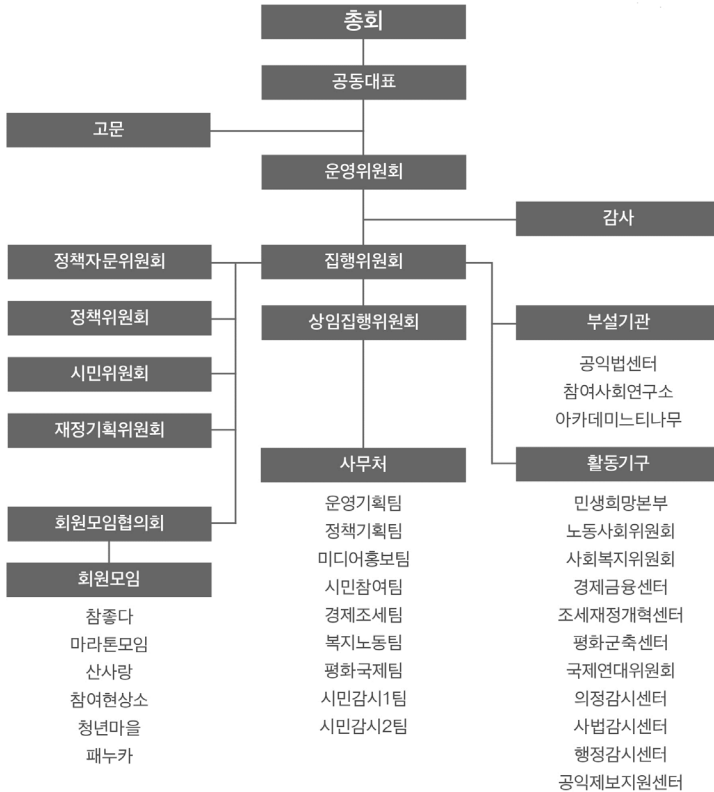 총회
공동대표
고문
운영위원회
감사
정책자문위원회
집행위원회
정책위원회
상임집행위원회
부설기관
공익법센터
참여사회연구소
아카데미느티나무
시민위원회
재정기획위원회
사무처
운영기획팀
정책기획팀
미디어홍보팀
시민참여팀
경제조세팀
복지노동팀
평화국제팀
시민감시1팀
시민감시2팀
활동기구
민생희망본부
노동사회위원회
사회복지위원회
경제금융센터
조세재정개혁센터
평화군축센터
국제연대위원회
의정감시센터
사법감시센터
행정감시센터
공익제보지원센터
회원모임협의회
회원모임
참좋다
마라톤모임
산사랑
참여현상소
청년마을
패누카